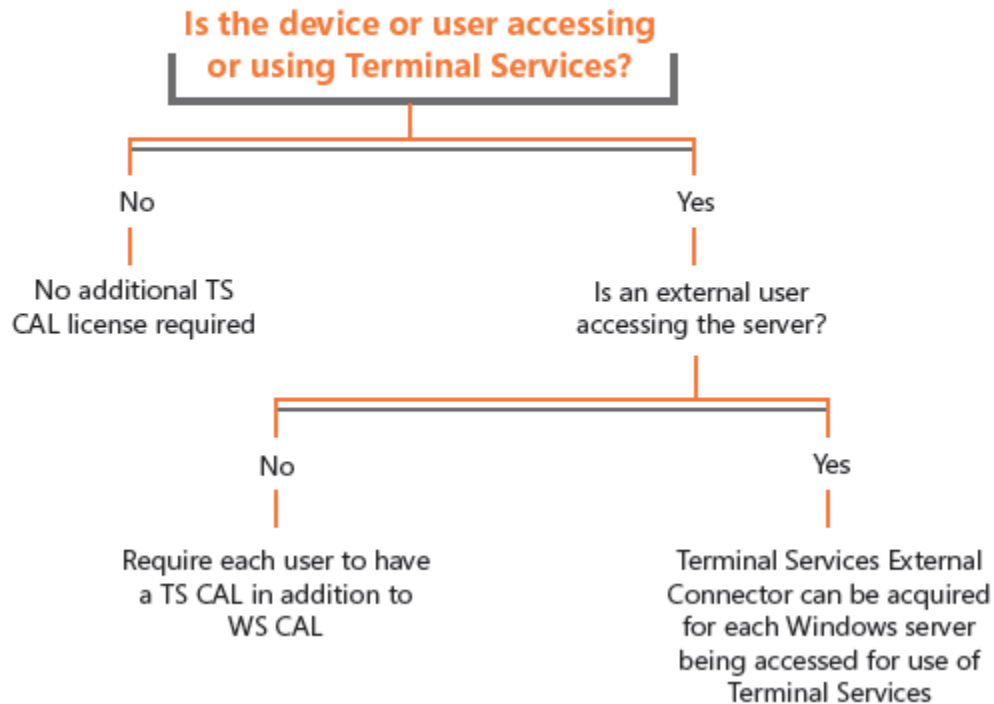 Is the device or user accessing
or using Terminal Services?
No
Yes
No additional TS
CAL license required
Is an external user
accessing the server?
No
Yes
Require each user to have
a TS CAL in addition to
WS CAL
Terminal Services External
Connector can be acquired
for each Windows server
being accessed for use of
Terminal Services